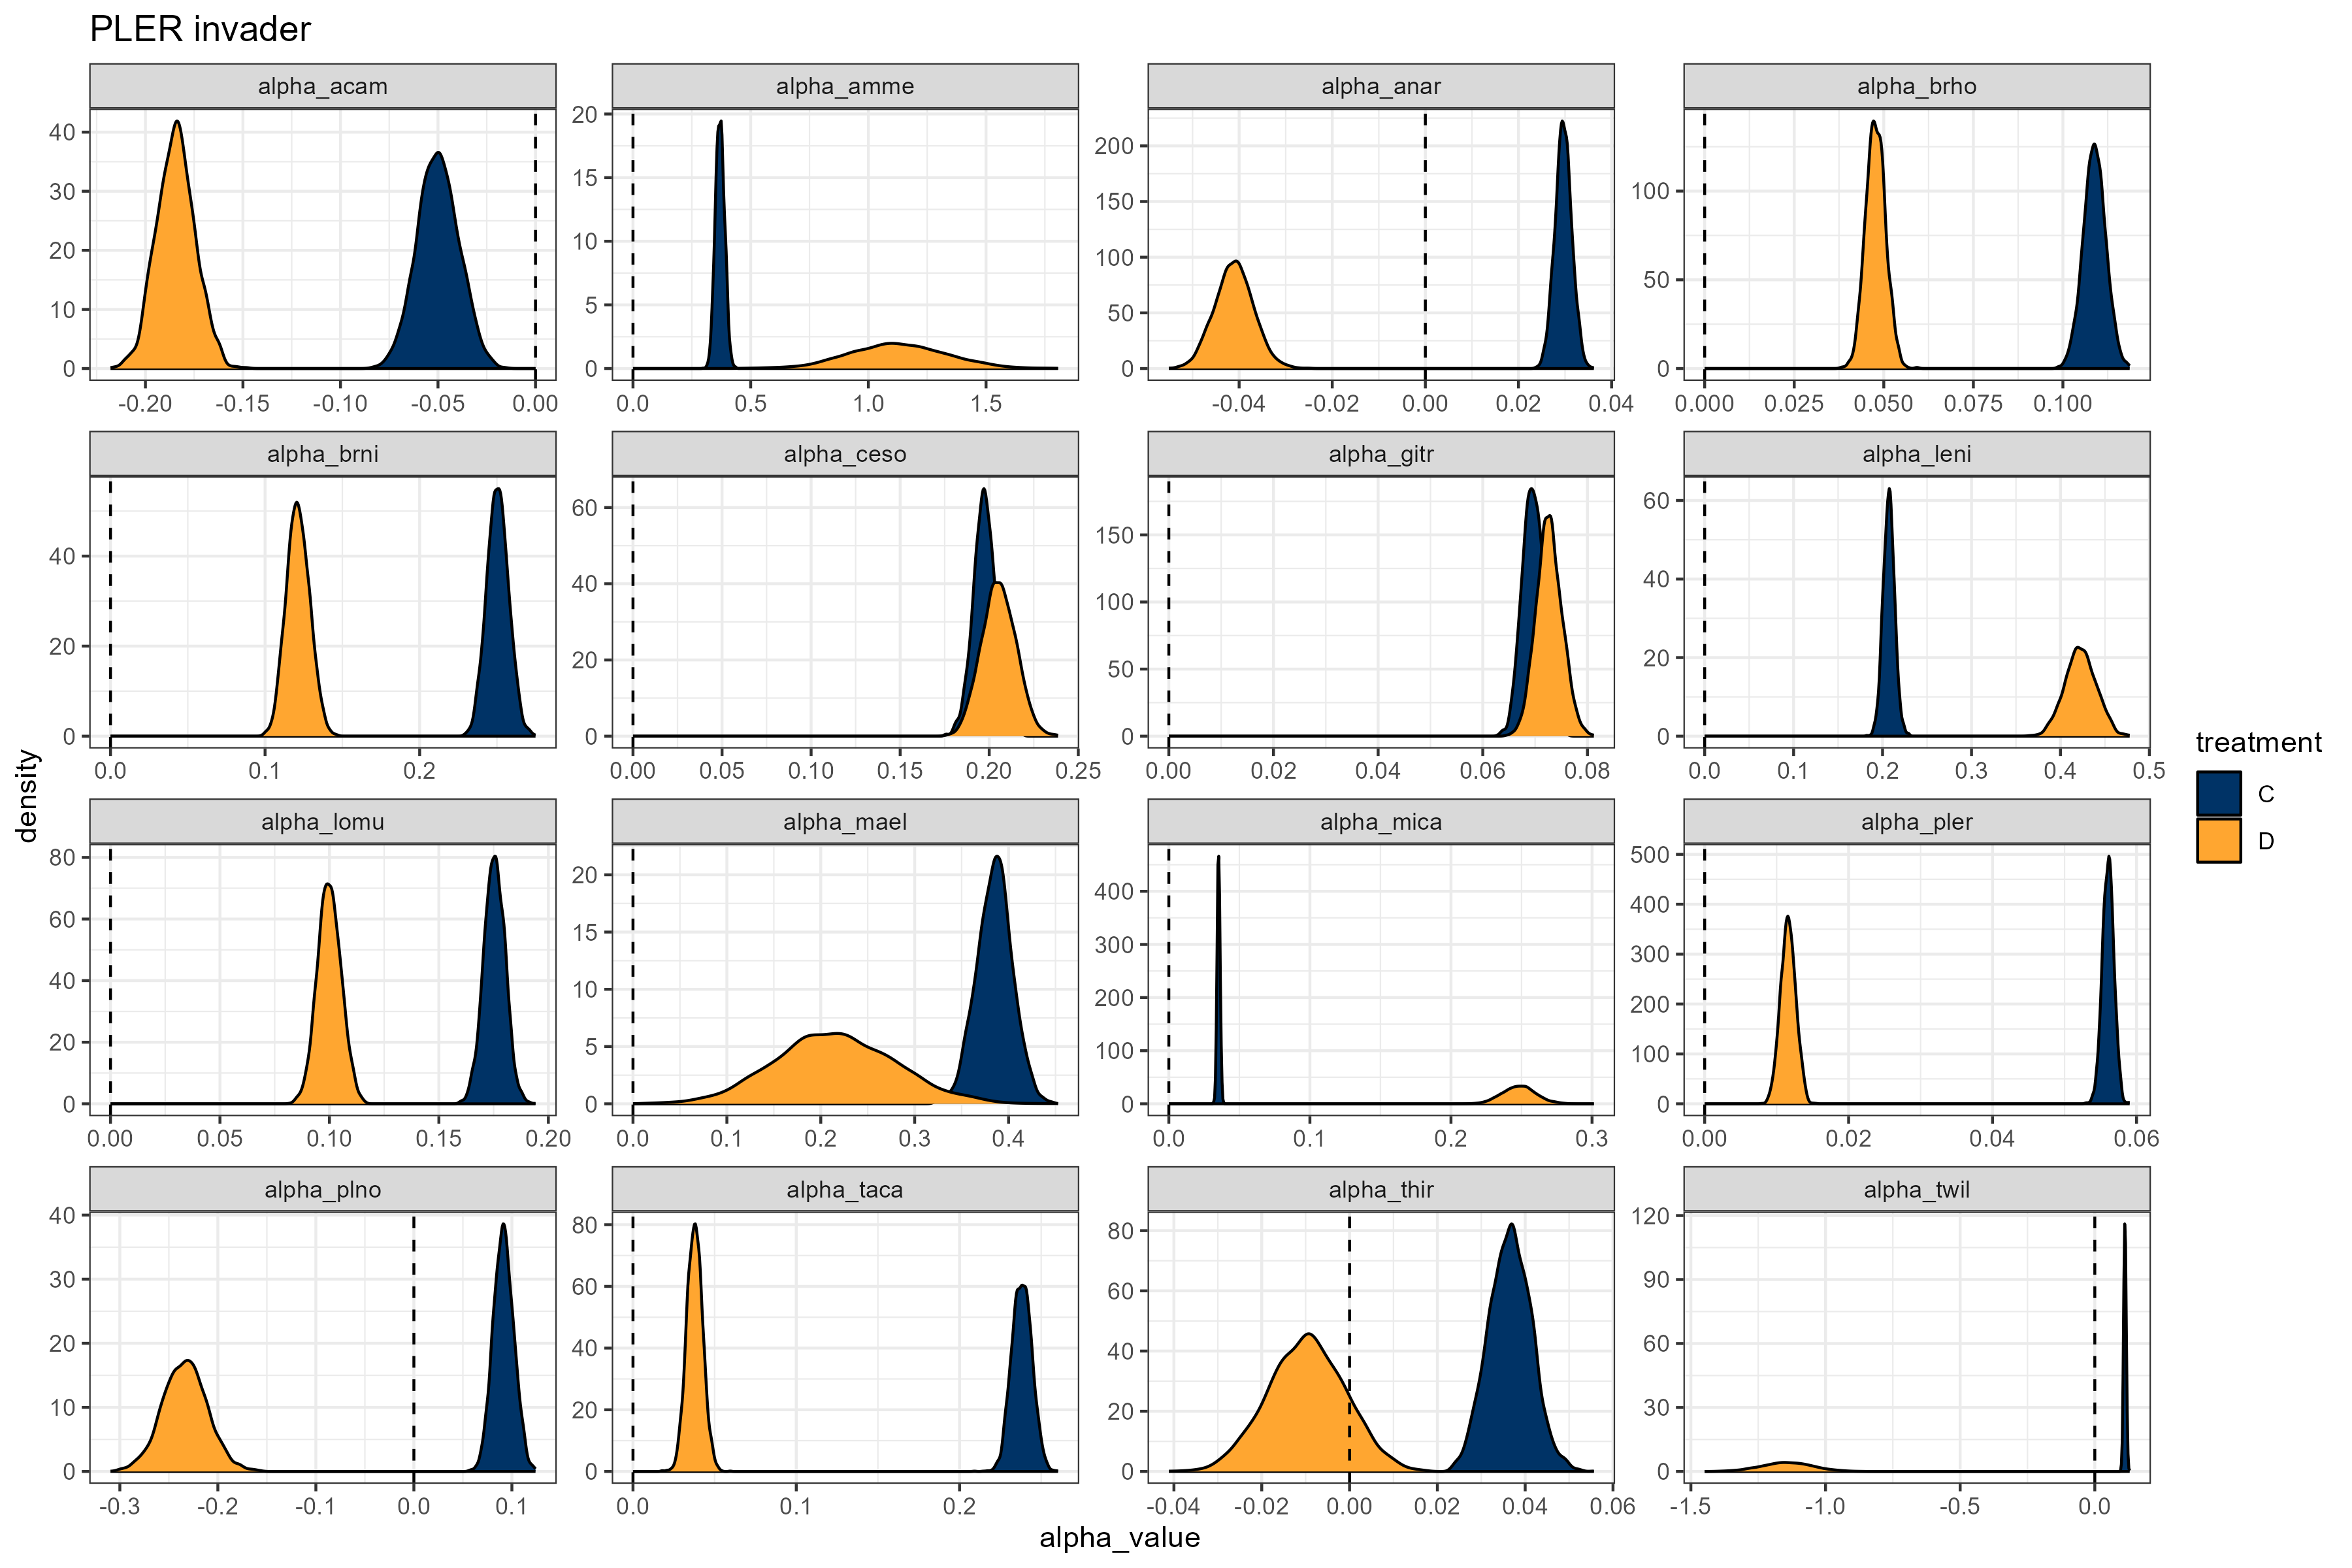 PLER invader
alpha_acam alpha_amme alpha_anar alpha_brho
40 30 20 10 0
20 15 10 5 0
200 150 100 50 0
100 50 0
-0.20 -0.15 -0.10 -0.05 0.00
0.0 0.5 1.0 1.5
-0.04 -0.02 0.00 0.02 0.04
0.000 0.025 0.050 0.075 0.100
alpha_brni alpha_ceso alpha_gitr alpha_leni
40 20 0
60 40 20 0
150 100 50 0
60 40 20 0
0.0 0.1 0.2
0.00 0.05 0.10 0.15 0.20 0.25
0.00 0.02 0.04 0.06 0.08
0.0 0.1 0.2 0.3 0.4 0.5
alpha_lomu alpha_mael alpha_mica alpha_pler
80 60 40 20 0
20 15 10 5 0
400 300 200 100 0
500 400 300 200 100 0
0.00 0.05 0.10 0.15 0.20
0.0 0.1 0.2 0.3 0.4
0.0 0.1 0.2 0.3
0.00 0.02 0.04 0.06
alpha_plno alpha_taca alpha_thir alpha_twil
40 30 20 10 0
80 60 40 20 0
80 60 40 20 0
120 90 60 30 0
-0.3 -0.2 -0.1 0.0 0.1
0.0 0.1 0.2
-0.04 -0.02 0.00 0.02 0.04 0.06
-1.5 -1.0 -0.5 0.0
density
alpha_value
treatment
C
D